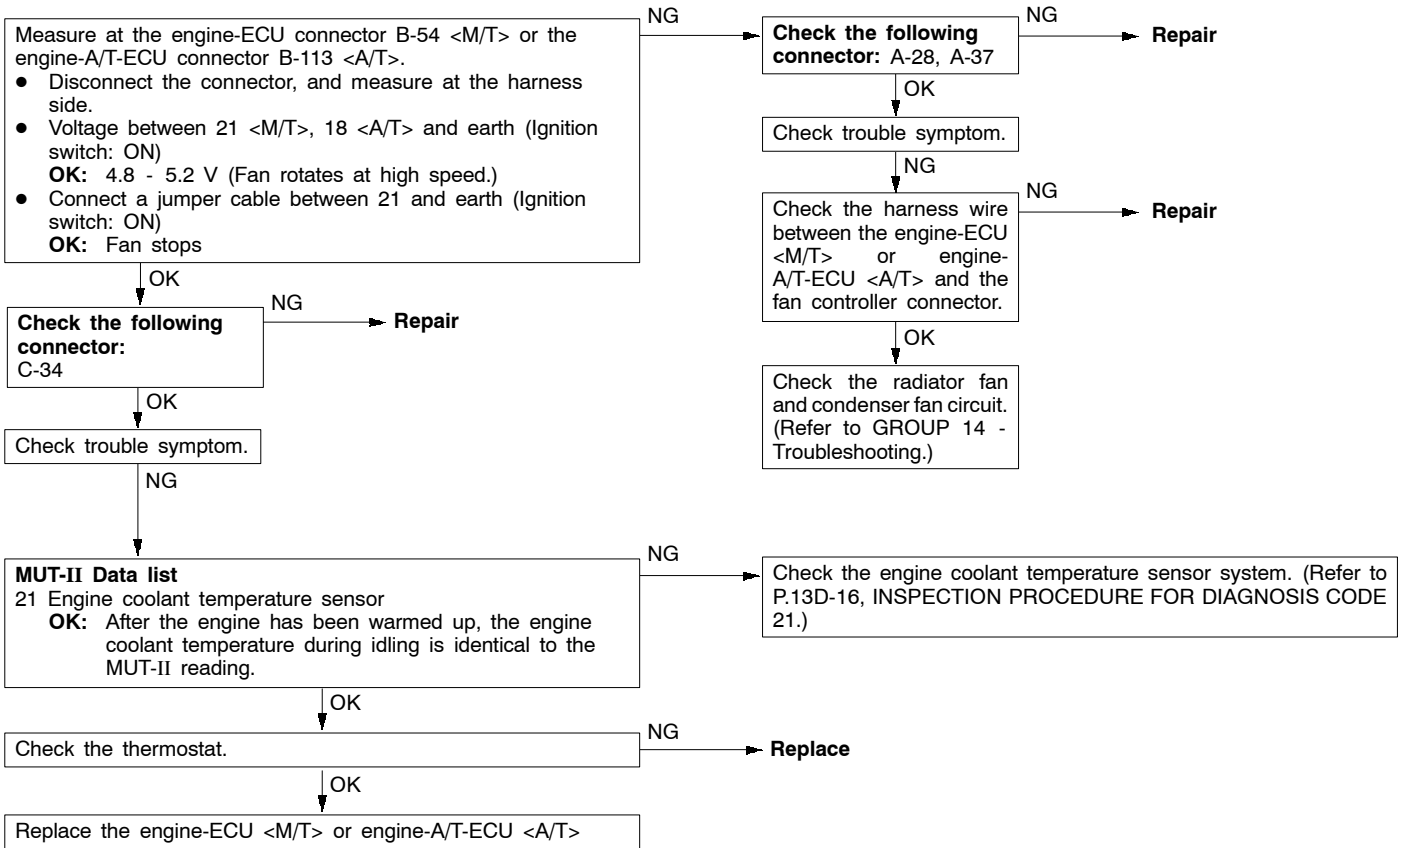 Measure at the engine-ECU connector B-54 <M/T> or the
engine-A/T-ECU connector B-113 <A/T>.
● Disconnect the connector, and measure at the harness
side.
● Voltage between 21 <M/T>, 18 <A/T> and earth (Ignition
switch: ON)
OK: 4.8 - 5.2 V (Fan rotates at high speed.)
● Connect a jumper cable between 21 and earth (Ignition
switch: ON)
OK: Fan stops
NG
Check the following
connector: A-28, A-37
NG
Repair
OK
Check trouble symptom.
NG
Check the harness wire
between the engine-ECU
<M/T> or engine-
A/T-ECU <A/T> and the
fan controller connector.
NG
Repair
OK
Check the radiator fan
and condenser fan circuit.
(Refer to GROUP 14 -
Troubleshooting.)
OK
Check the following
connector:
C-34
NG
Repair
OK
Check trouble symptom.
NG
MUT-II Data list
21 Engine coolant temperature sensor
OK: After the engine has been warmed up, the engine
coolant temperature during idling is identical to the
MUT-II reading.
NG
Check the engine coolant temperature sensor system. (Refer to
P.13D-16, INSPECTION PROCEDURE FOR DIAGNOSIS CODE
21.)
OK
Check the thermostat.
NG
Replace
OK
Replace the engine-ECU <M/T> or engine-A/T-ECU <A/T>